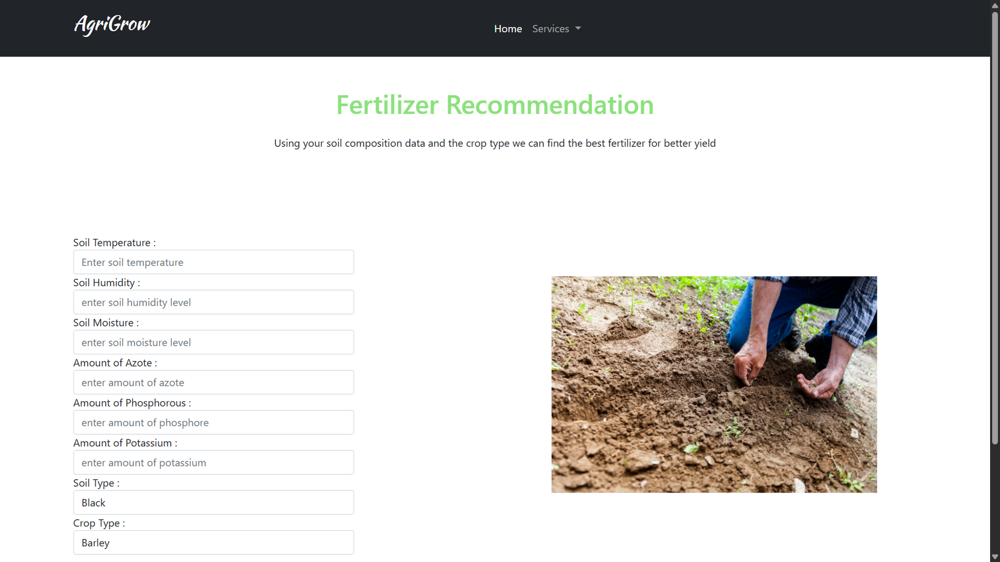 AgriGrow
Home Services
Fertilizer Recommendation
Using your soil composition data and the crop type we can find the best fertilizer for better yield
Soil Temperature :
Enter soil temperature
Soil Humidity :
enter soil humidity level
Soil Moisture :
enter soil moisture level
Amount of Azote :
enter amount of azote
Amount of Phosphorous :
enter amount of phosphore
Amount of Potassium :
enter amount of potassium
Soil Type :
Black
Crop Type :
Barley